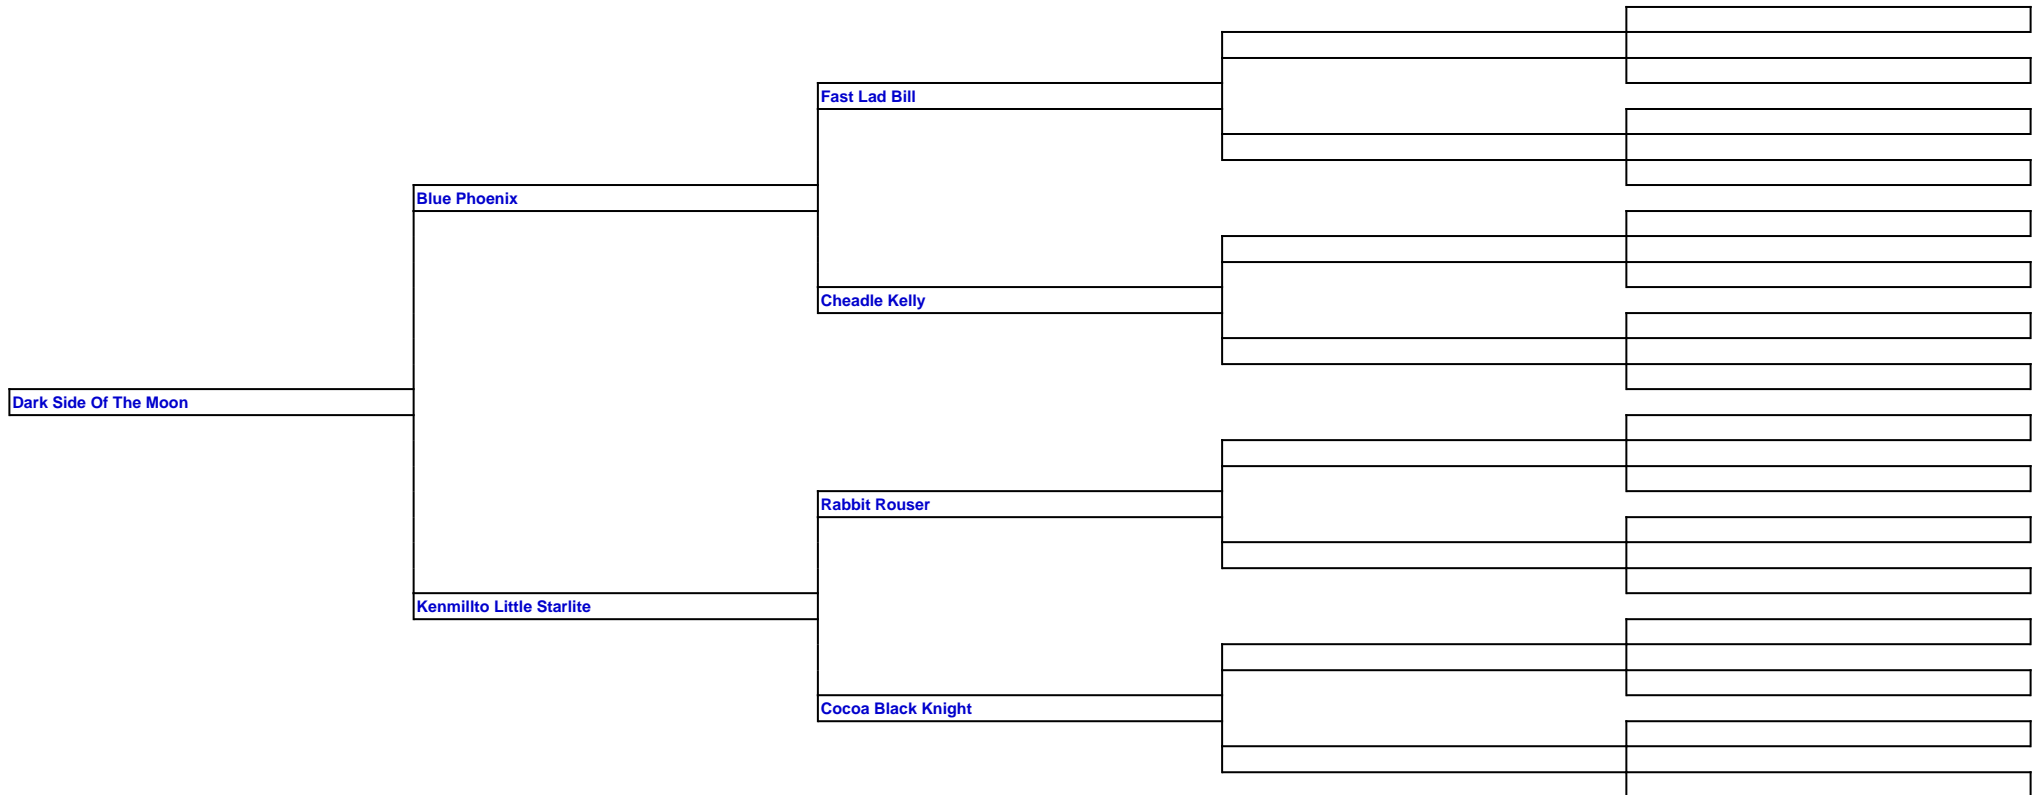 Fast Lad Bill
Blue Phoenix
Cheadle Kelly
Dark Side Of The Moon
Rabbit Rouser
Kenmillto Little Starlite
Cocoa Black Knight